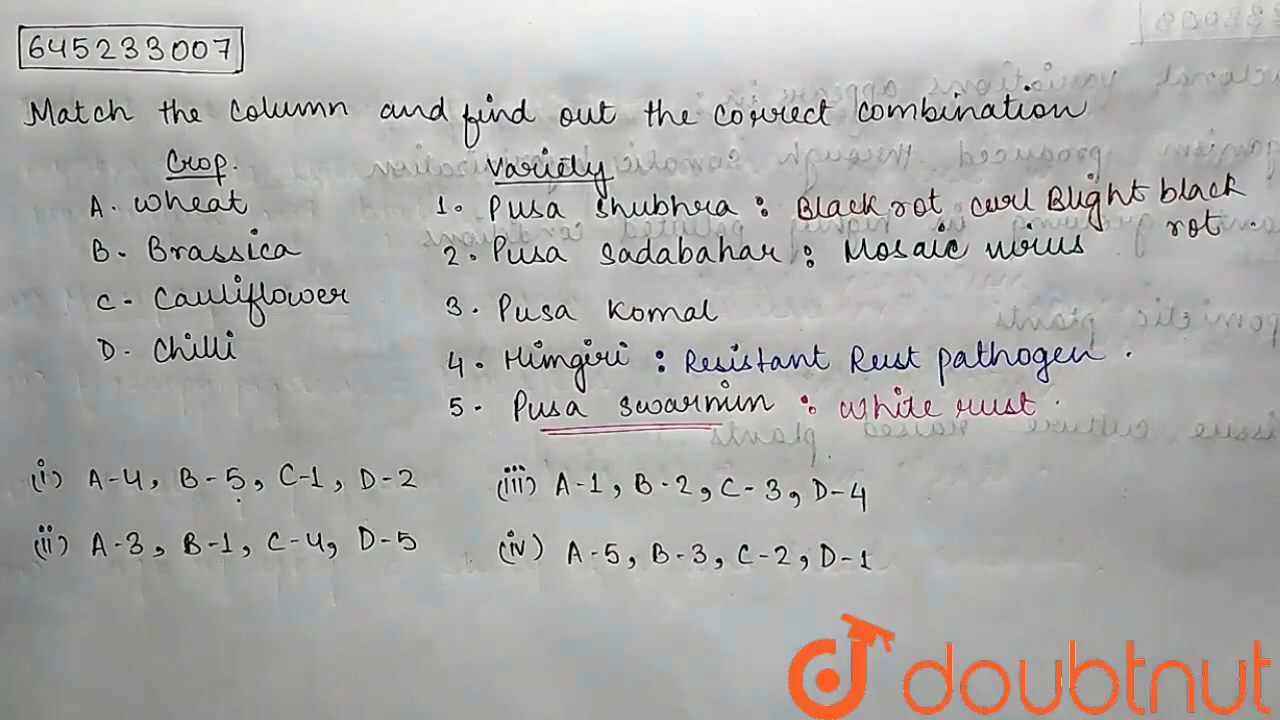 645233007
Match the column and find out the correct combination
Crop.
Variety
A. Wheat
1. Pusa Shubhra : Black rot curl Blight black rot.
B. Brassica
2. Pusa Sadabahar : Mosaic virus
C- Cauliflower
3. Pusa Komal
D. Chilli
4. Himgiri : Resistant Rust pathogen.
5. Pusa Swarmin : White rust.
(i) A-4, B-5, C-1, D-2
(iii) A-1, B-2, C-3, D-4
(ii) A-3, B-1, C-4, D-5
(iv) A-5, B-3, C-2, D-1
doubtnut